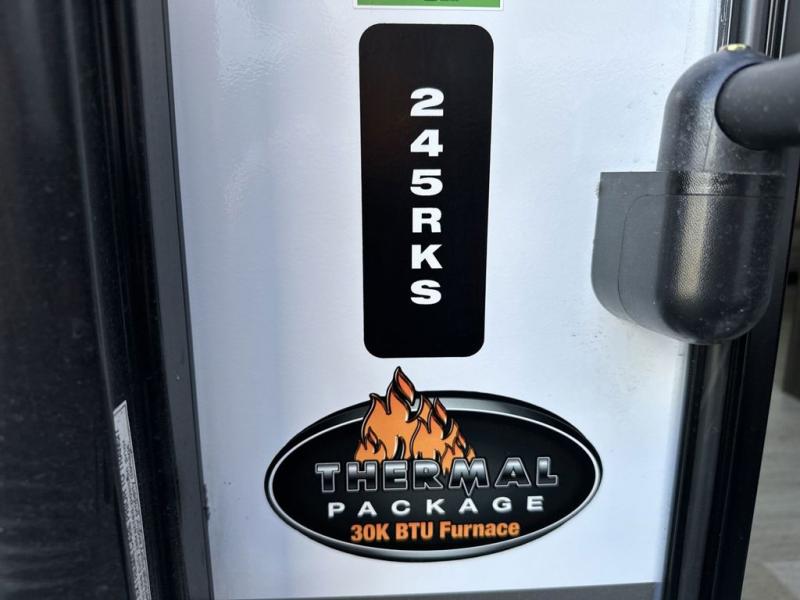 245RKS
THERMAL
PACKAGE
30K BTU Furnace